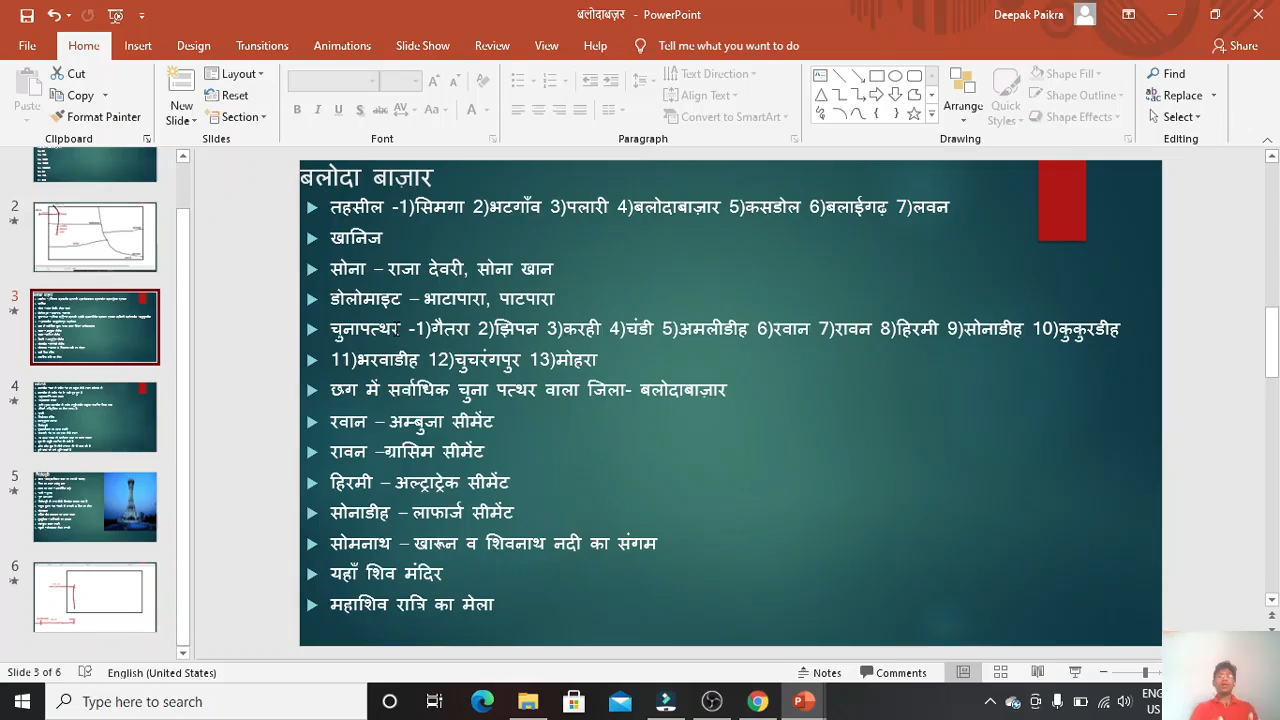 बलोदाबज़र - PowerPoint
Deepak Paikra
File Home Insert Design Transitions Animations Slide Show Review View Help Tell me what you want to do Share
Paste
Cut
Copy
Format Painter
Clipboard
New Slide
Layout
Reset
Section
Slides
Font
Paragraph
Text Direction
Align Text
Convert to SmartArt
Arrange
Quick Styles
Shape Fill
Shape Outline
Shape Effects
Drawing
Find
Replace
Select
Editing
2
3
4
5
6
बलोदा बाज़ार
तहसील -1)सिमगा 2)भटगाँव 3)पलारी 4)बलोदाबाज़ार 5)कसडोल 6)बलाईगढ़ 7)लवन
खानिज
सोना – राजा देवरी, सोना खान
डोलोमाइट – भाटापारा, पाटपारा
चुनापत्थर -1)गैतरा 2)झिपन 3)करही 4)चंडी 5)अमलीडीह 6)रवान 7)रावन 8)हिरमी 9)सोनाडीह 10)कुकुरडीह
11)भरवाडीह 12)चुचरंगपुर 13)मोहरा
छग में सर्वाधिक चुना पत्थर वाला जिला- बलोदाबाज़ार
रवान – अम्बुजा सीमेंट
रावन –ग्रासिम सीमेंट
हिरमी – अल्ट्राट्रेक सीमेंट
सोनाडीह – लाफार्ज सीमेंट
सोमनाथ – खारून व शिवनाथ नदी का संगम
यहाँ शिव मंदिर
महाशिव रात्रि का मेला
Slide 3 of 6 English (United States) Notes Comments
Type here to search
ENG
US